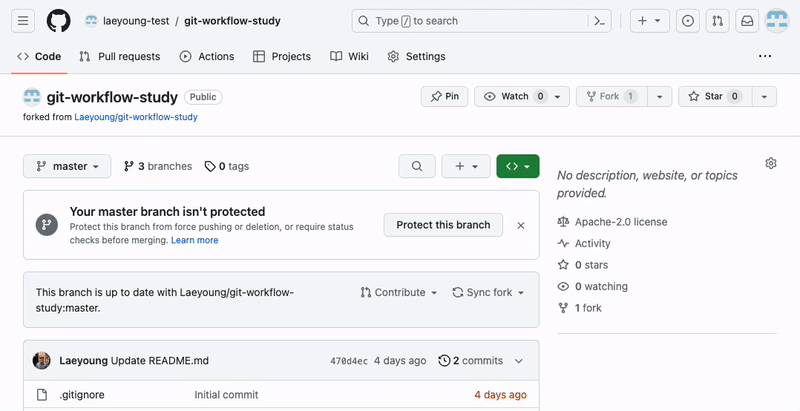 laeyoung-test / git-workflow-study
Type / to search
Code Pull requests Actions Projects Wiki Settings
git-workflow-study Public
forked from Laeyoung/git-workflow-study
Pin Watch 0 Fork 1 Star 0
master 3 branches 0 tags
Your master branch isn't protected
Protect this branch from force pushing or deletion, or require status
checks before merging. Learn more
Protect this branch
This branch is up to date with Laeyoung/git-workflow-
study:master.
Contribute Sync fork
Laeyoung Update README.md 470d4ec 4 days ago 2 commits
.gitignore Initial commit 4 days ago
No description, website, or topics
provided.
Apache-2.0 license
Activity
0 stars
0 watching
1 fork